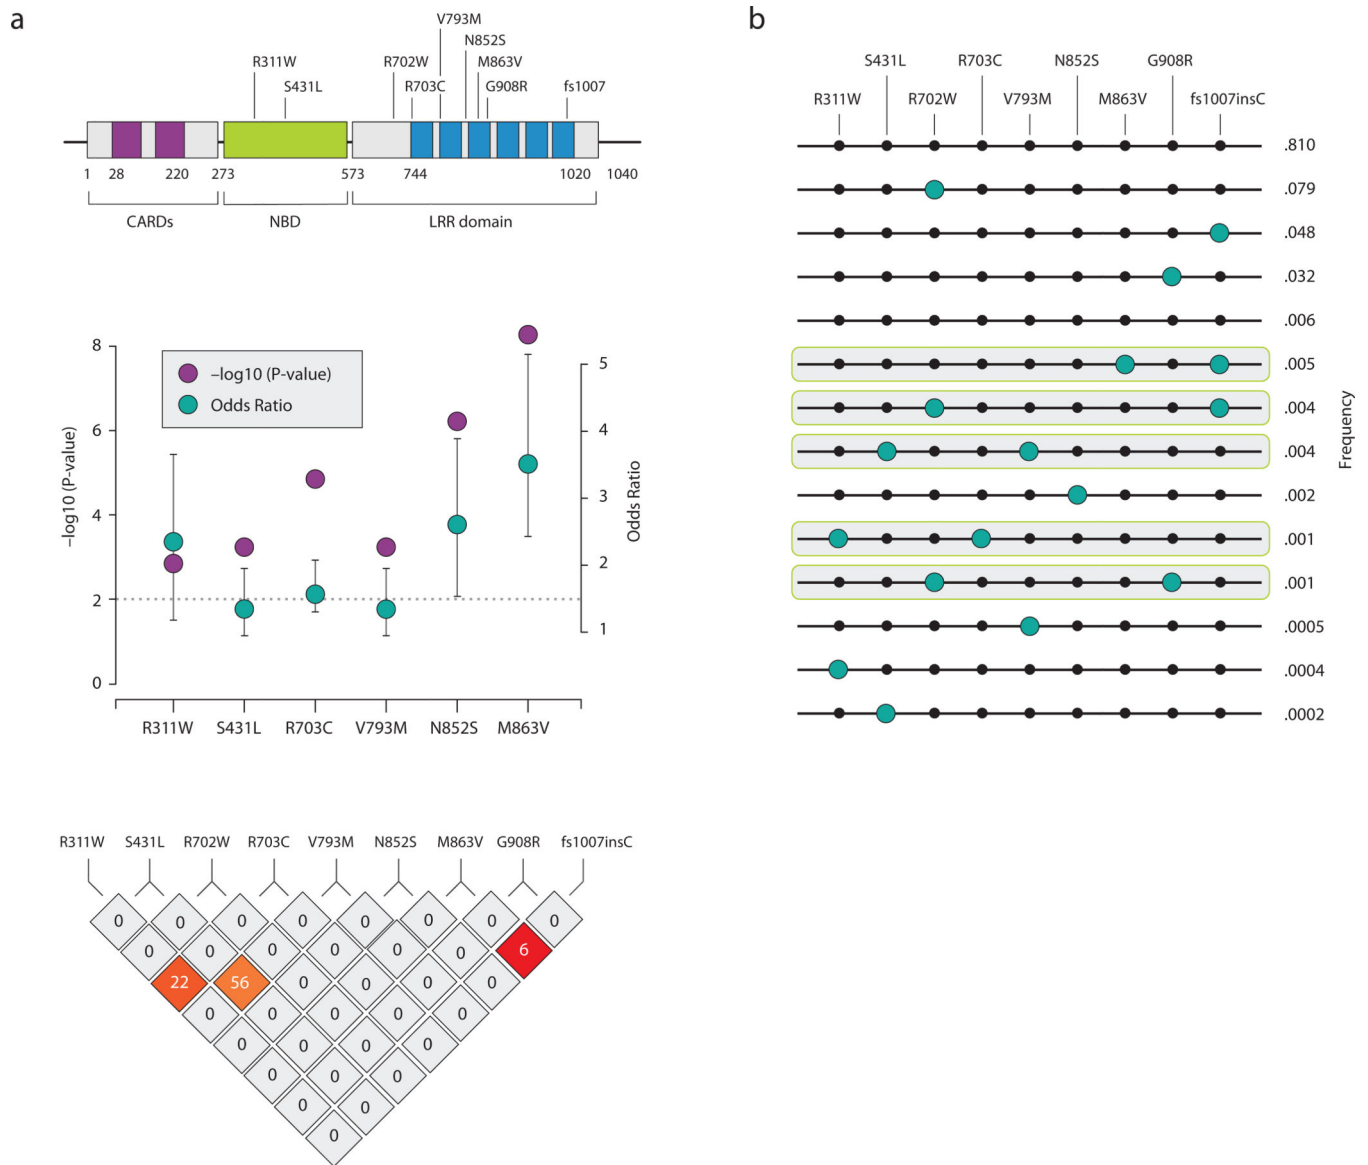 a
V793M
N852S
R311W
R702W
M863V
S431L
R703C
G908R
fs1007
1 28 220 273 573 744 1020 1040
CARDs
NBD
LRR domain
–log10 (P-value)
Odds Ratio
8
6
4
2
0
–log10 (P-value)
5
4
3
2
1
Odds Ratio
R311W S431L R703C V793M N852S M863V
R311W S431L R702W R703C V793M N852S M863V G908R fs1007insC
0 0 0 0 0 0 0 0
0 0 0 0 0 0 6
22 56 0 0 0 0
0 0 0 0 0
0 0 0 0
0 0 0
0 0
0
b
S431L R703C N852S G908R
R311W R702W V793M M863V fs1007insC
.810
.079
.048
.032
.006
.005
.004
.004
.002
.001
.001
.0005
.0004
.0002
Frequency